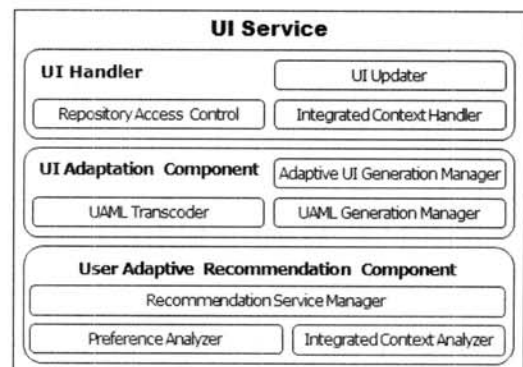 UI Service
UI Handler
UI Updater
Repository Access Control
Integrated Context Handler
UI Adaptation Component
Adaptive UI Generation Manager
UAML Transcoder
UAML Generation Manager
User Adaptive Recommendation Component
Recommendation Service Manager
Preference Analyzer
Integrated Context Analyzer